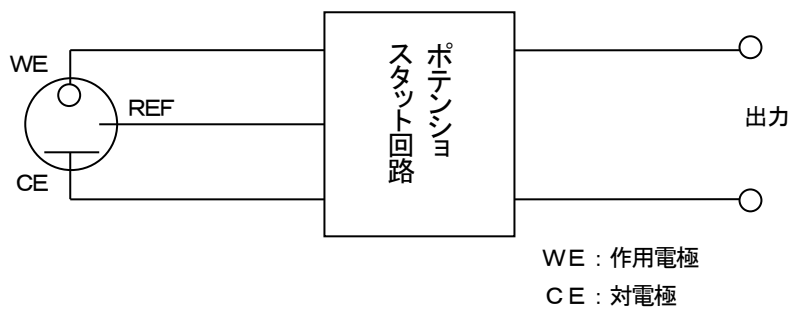 WE
REF
CE
ポテンショ
スタット回路
出力
ＷＥ：作用電極
ＣＥ：対電極